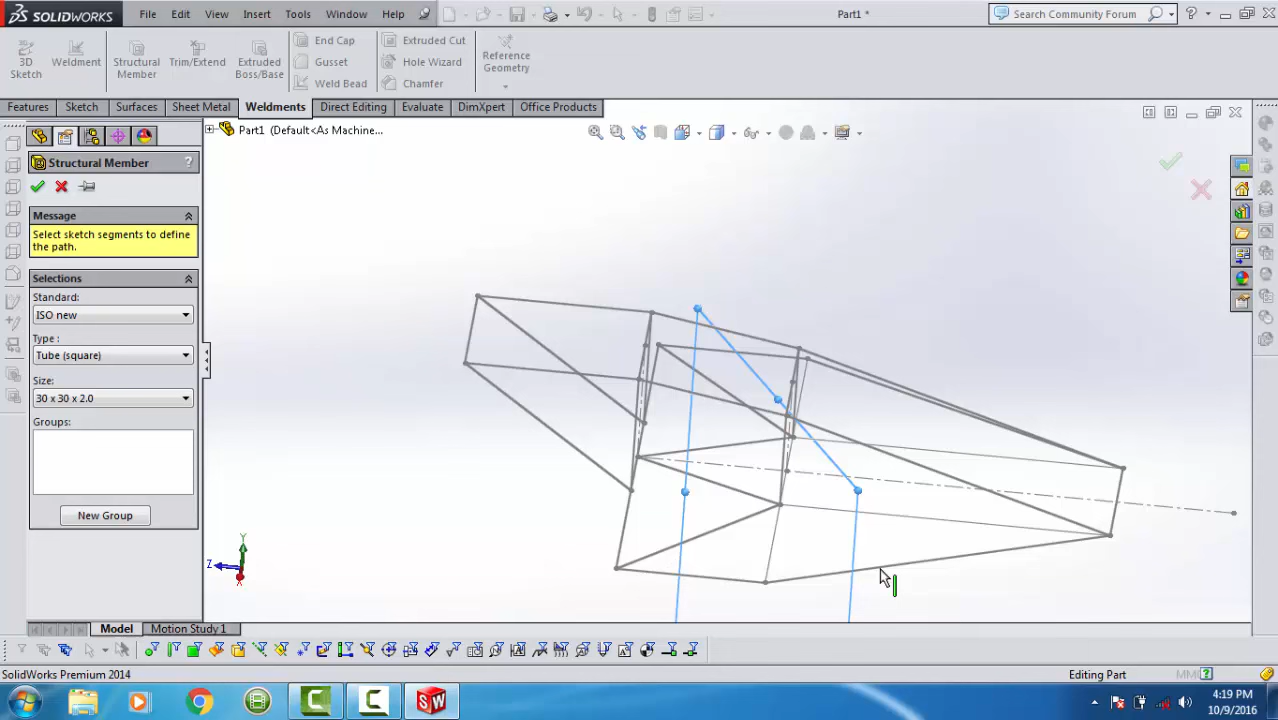 SOLIDWORKS File Edit View Insert Tools Window Help Part1 * Search Community Forum
3D Sketch
Weldment
Structural Member
Trim/Extend
Extruded Boss/Base
End Cap
Gusset
Weld Bead
Extruded Cut
Hole Wizard
Chamfer
Reference Geometry
Features Sketch Surfaces Sheet Metal Weldments Direct Editing Evaluate DimXpert Office Products
Part1 (Default<As Machine...
Structural Member ?
Message
Select sketch segments to define
the path.
Selections
Standard:
ISO new
Type :
Tube (square)
Size:
30 x 30 x 2.0
Groups:
New Group
Y
Z
X
Model Motion Study 1
SolidWorks Premium 2014 Editing Part MMGS
4:19 PM
10/9/2016